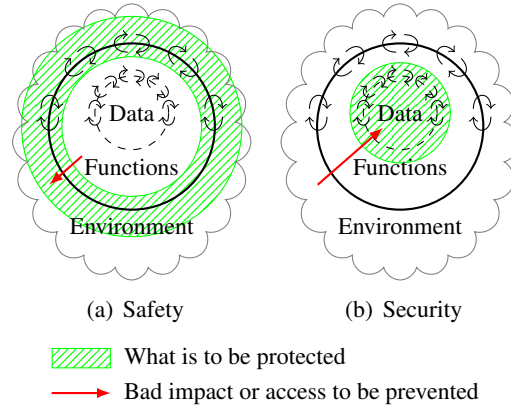 Data
Functions
Environment
Data
Functions
Environment
(a) Safety
(b) Security
What is to be protected
Bad impact or access to be prevented